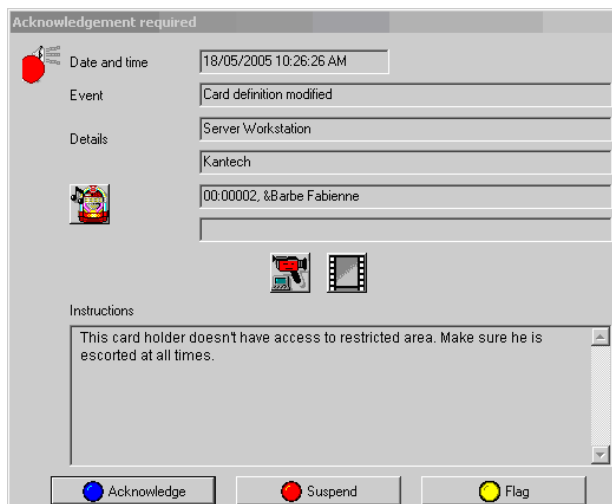 Acknowledgement required
Date and time 18/05/2005 10:26:26 AM
Event Card definition modified
Details Server Workstation
Kantech
00:00002, &Barbe Fabienne
Instructions
This card holder doesn't have access to restricted area. Make sure he is
escorted at all times.
Acknowledge Suspend Flag